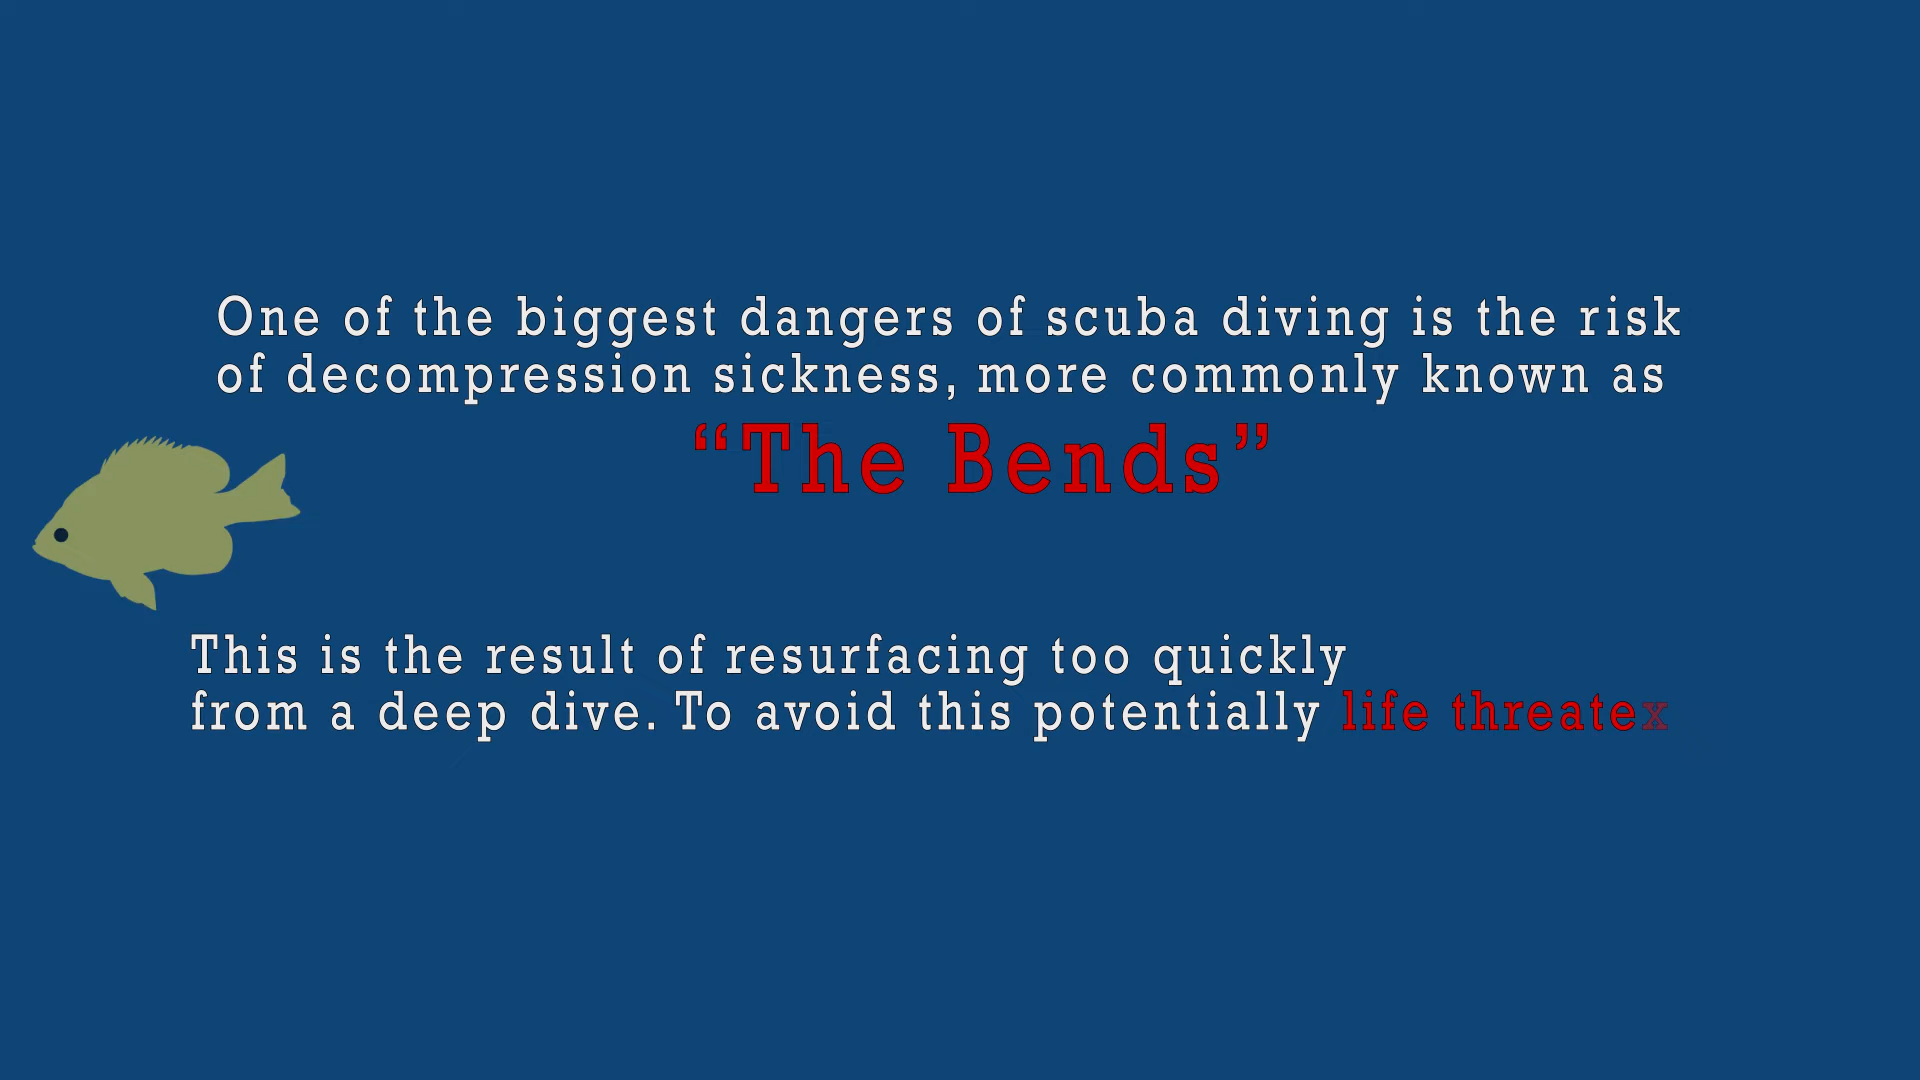 One of the biggest dangers of scuba diving is the risk
of decompression sickness, more commonly known as
“The Bends”
This is the result of resurfacing too quickly
from a deep dive. To avoid this potentially life threatex